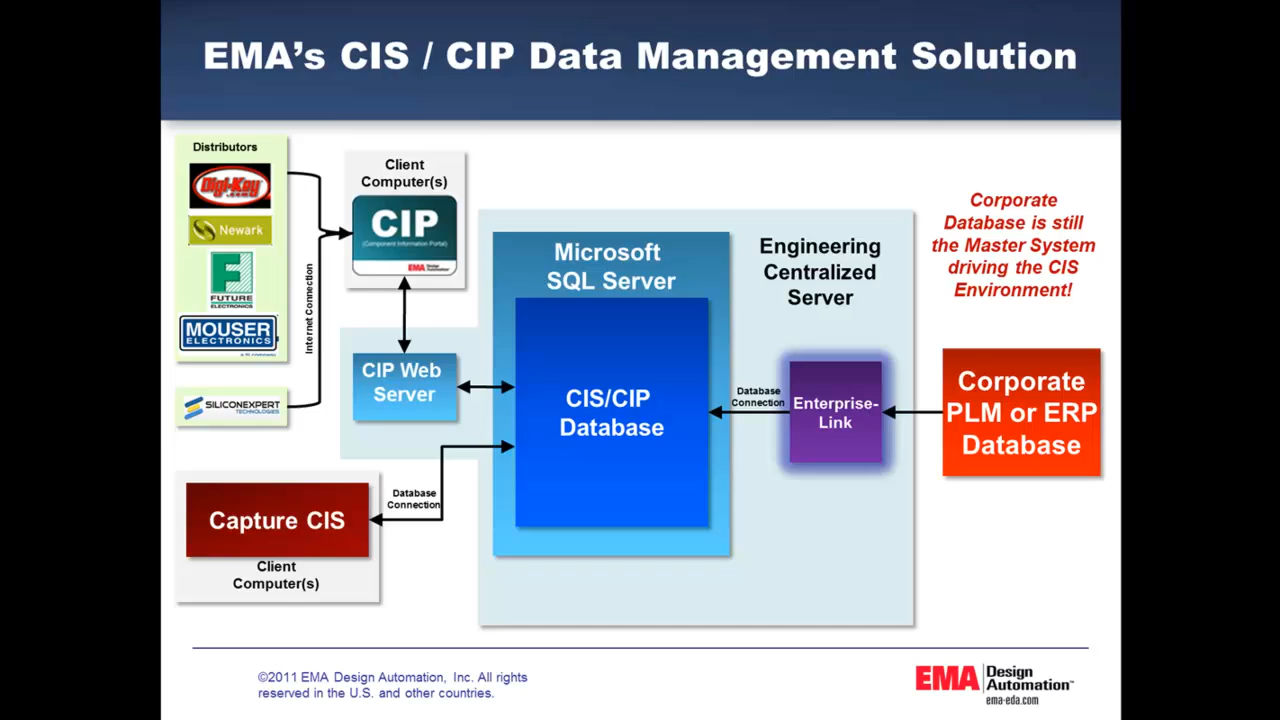 EMA's CIS / CIP Data Management Solution
Distributors
Digi-Key
.com
Newark
F
FUTURE
ELECTRONICS
MOUSER
ELECTRONICS
SILICONEXPERT
TECHNOLOGIES
Internet Connection
Client
Computer(s)
CIP
(Component Information Portal)
EMA Design
Automation
CIP Web
Server
Capture CIS
Client
Computer(s)
Database
Connection
Microsoft
SQL Server
CIS/CIP
Database
Engineering
Centralized
Server
Database
Connection
Enterprise-
Link
Corporate
Database is still
the Master System
driving the CIS
Environment!
Corporate
PLM or ERP
Database
©2011 EMA Design Automation, Inc. All rights
reserved in the U.S. and other countries.
EMA Design
Automation™
ema-eda.com